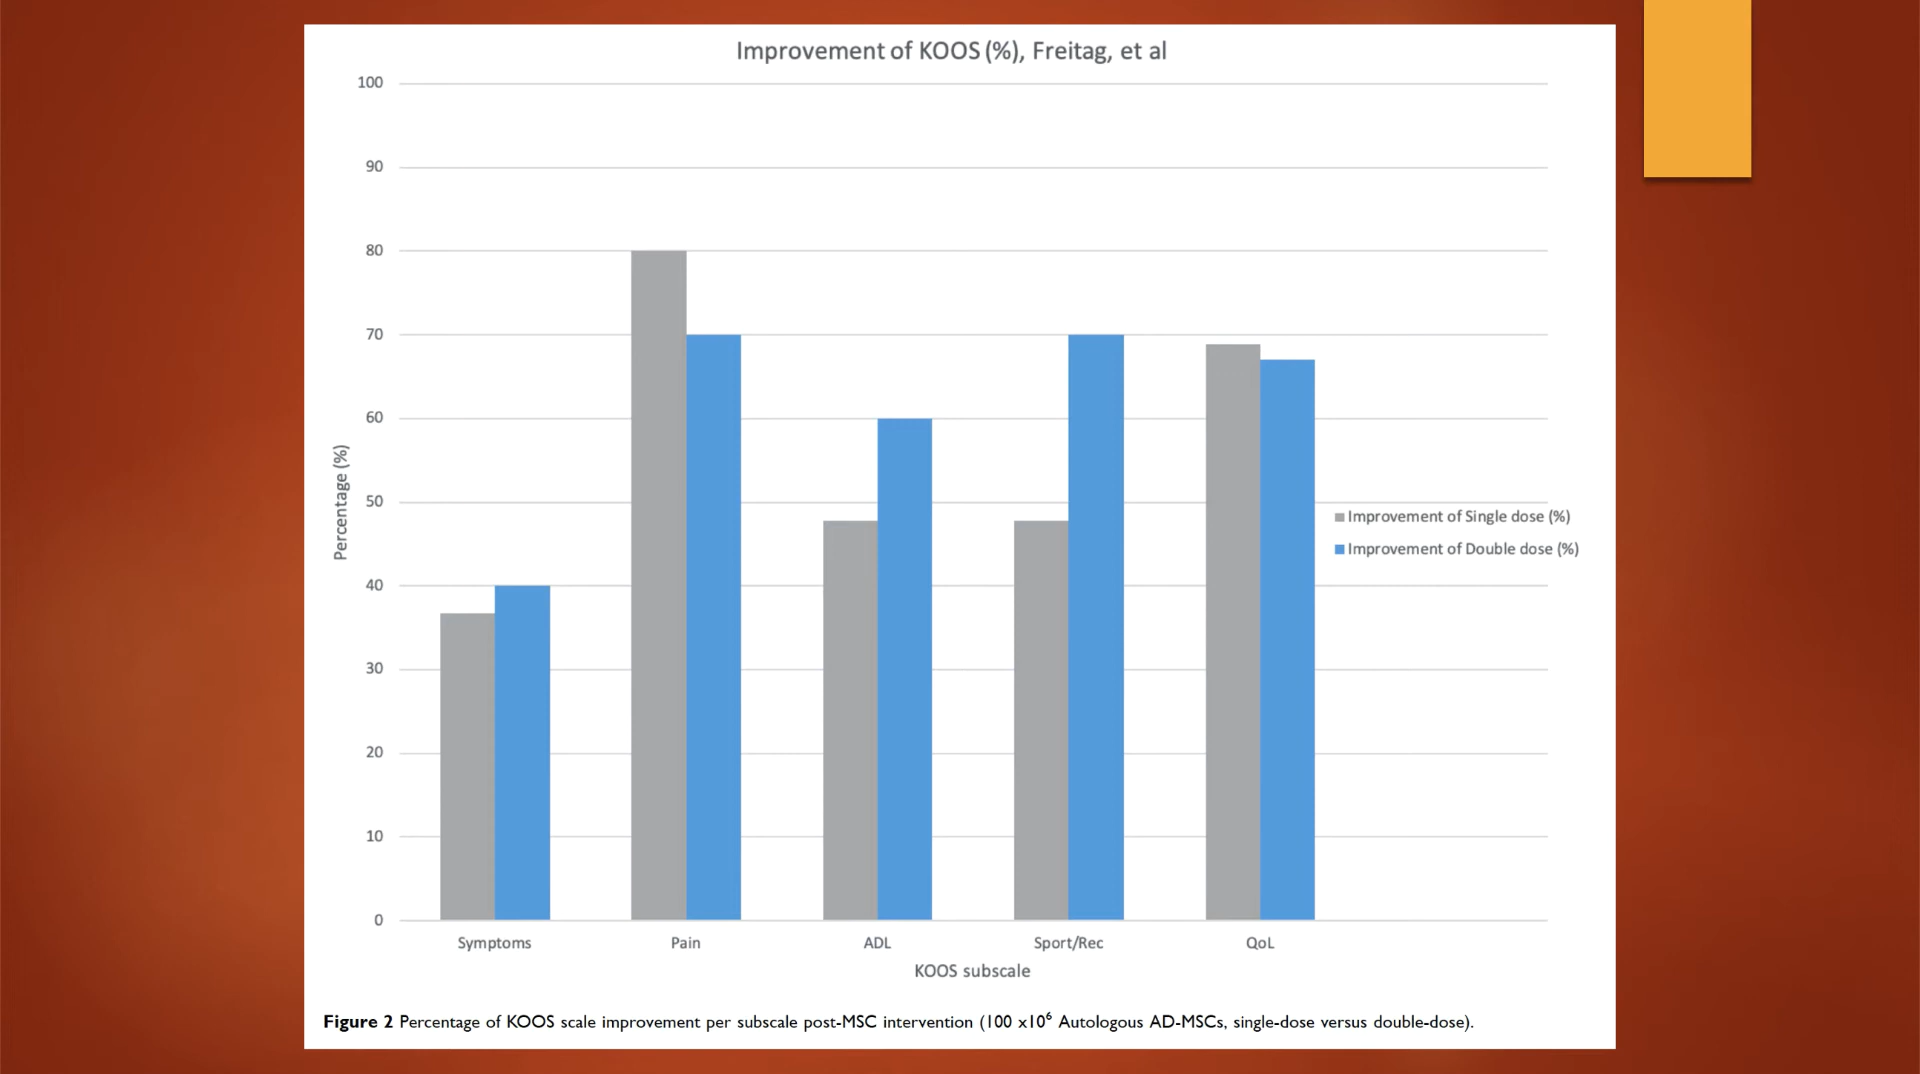 Improvement of KOOS (%), Freitag, et al
100
90
80
70
60
50
40
30
20
10
0
Percentage (%)
Improvement of Single dose (%)
Improvement of Double dose (%)
Symptoms Pain ADL Sport/Rec QoL
KOOS subscale
Figure 2 Percentage of KOOS scale improvement per subscale post-MSC intervention (100 x10⁶ Autologous AD-MSCs, single-dose versus double-dose).